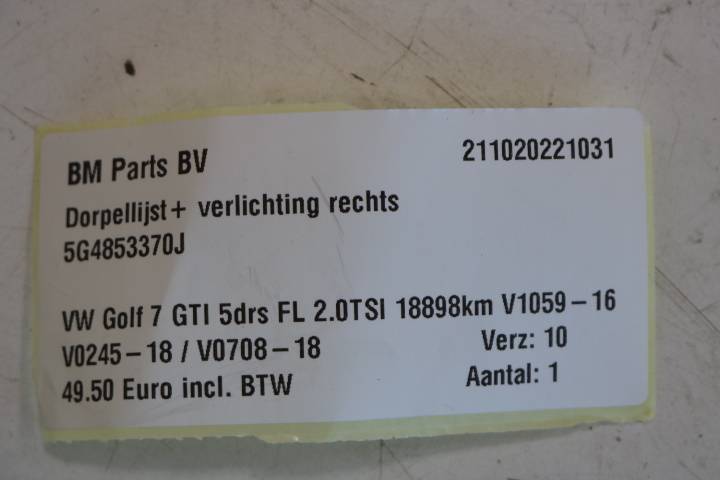 BM Parts BV 211020221031
Dorpellijst+ verlichting rechts
5G4853370J
VW Golf 7 GTI 5drs FL 2.0TSI 18898km V1059-16
V0245-18 / V0708-18 Verz: 10
49.50 Euro incl. BTW Aantal: 1